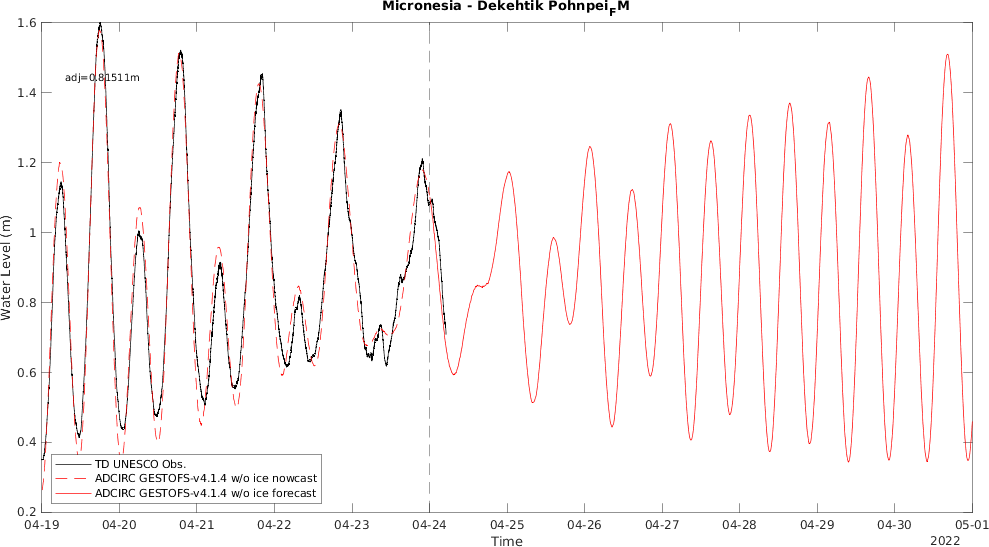 Micronesia - Dekehtik Pohnpei_FM
1.6
adj=0.81511m
1.4
1.2
1
0.8
0.6
0.4
0.2
Water Level (m)
TD UNESCO Obs.
ADCIRC GESTOFS-v4.1.4 w/o ice nowcast
ADCIRC GESTOFS-v4.1.4 w/o ice forecast
04-19 04-20 04-21 04-22 04-23 04-24 04-25 04-26 04-27 04-28 04-29 04-30 05-01
Time
2022